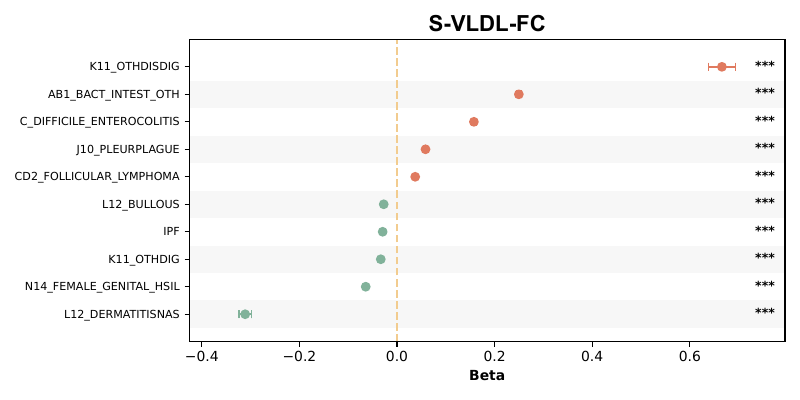 S-VLDL-FC
K11_OTHDISDIG ***
AB1_BACT_INTEST_OTH ***
C_DIFFICILE_ENTEROCOLITIS ***
J10_PLEURPLAGUE ***
CD2_FOLLICULAR_LYMPHOMA ***
L12_BULLOUS ***
IPF ***
K11_OTHDIG ***
N14_FEMALE_GENITAL_HSIL ***
L12_DERMATITISNAS ***
−0.4 −0.2 0.0 0.2 0.4 0.6
Beta